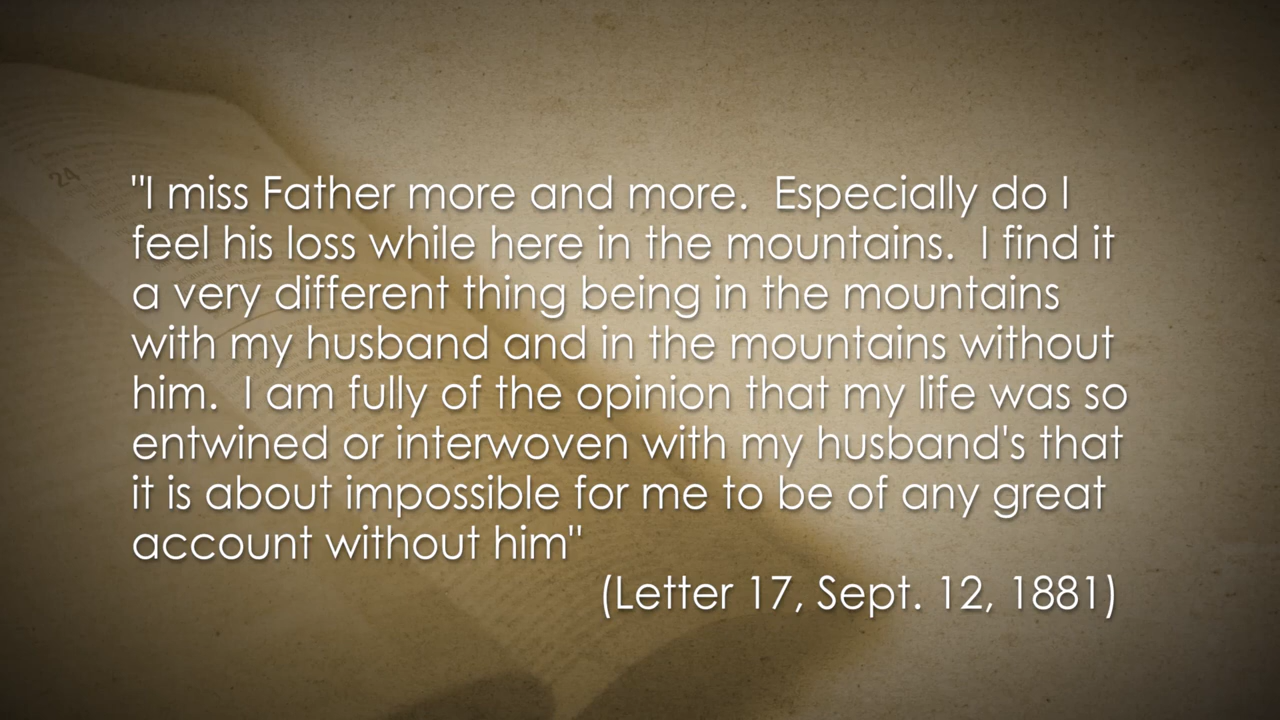 24
"I miss Father more and more.  Especially do I
feel his loss while here in the mountains.  I find it
a very different thing being in the mountains
with my husband and in the mountains without
him.  I am fully of the opinion that my life was so
entwined or interwoven with my husband's that
it is about impossible for me to be of any great
account without him"
(Letter 17, Sept. 12, 1881)